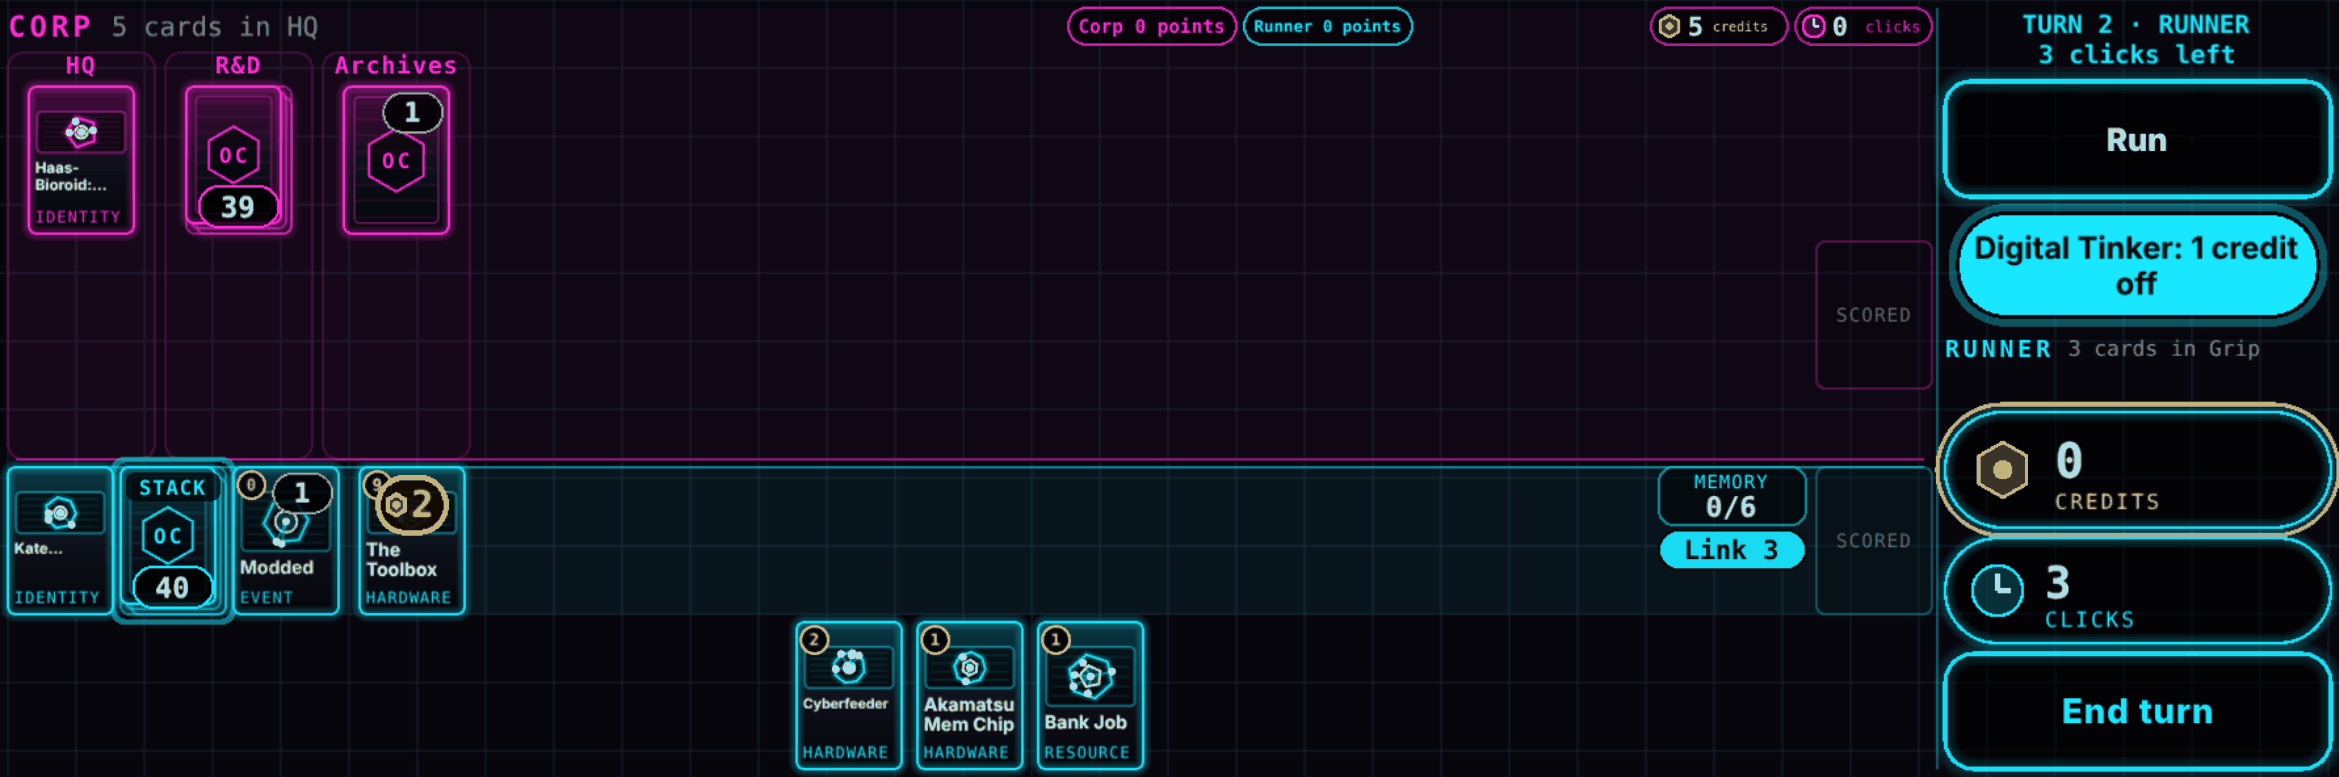 CORP 5 cards in HQ
Corp 0 points
Runner 0 points
5 credits
0 clicks
TURN 2 · RUNNER
3 clicks left
HQ
R&D
Archives
Haas-
Bioroid:...
IDENTITY
OC
39
1
OC
Run
Digital Tinker: 1 credit
off
SCORED
RUNNER 3 cards in Grip
0
CREDITS
3
CLICKS
End turn
Kate...
IDENTITY
STACK
OC
40
0
1
Modded
EVENT
9
2
The
Toolbox
HARDWARE
MEMORY
0/6
Link 3
SCORED
2
Cyberfeeder
HARDWARE
1
Akamatsu
Mem Chip
HARDWARE
1
Bank Job
RESOURCE